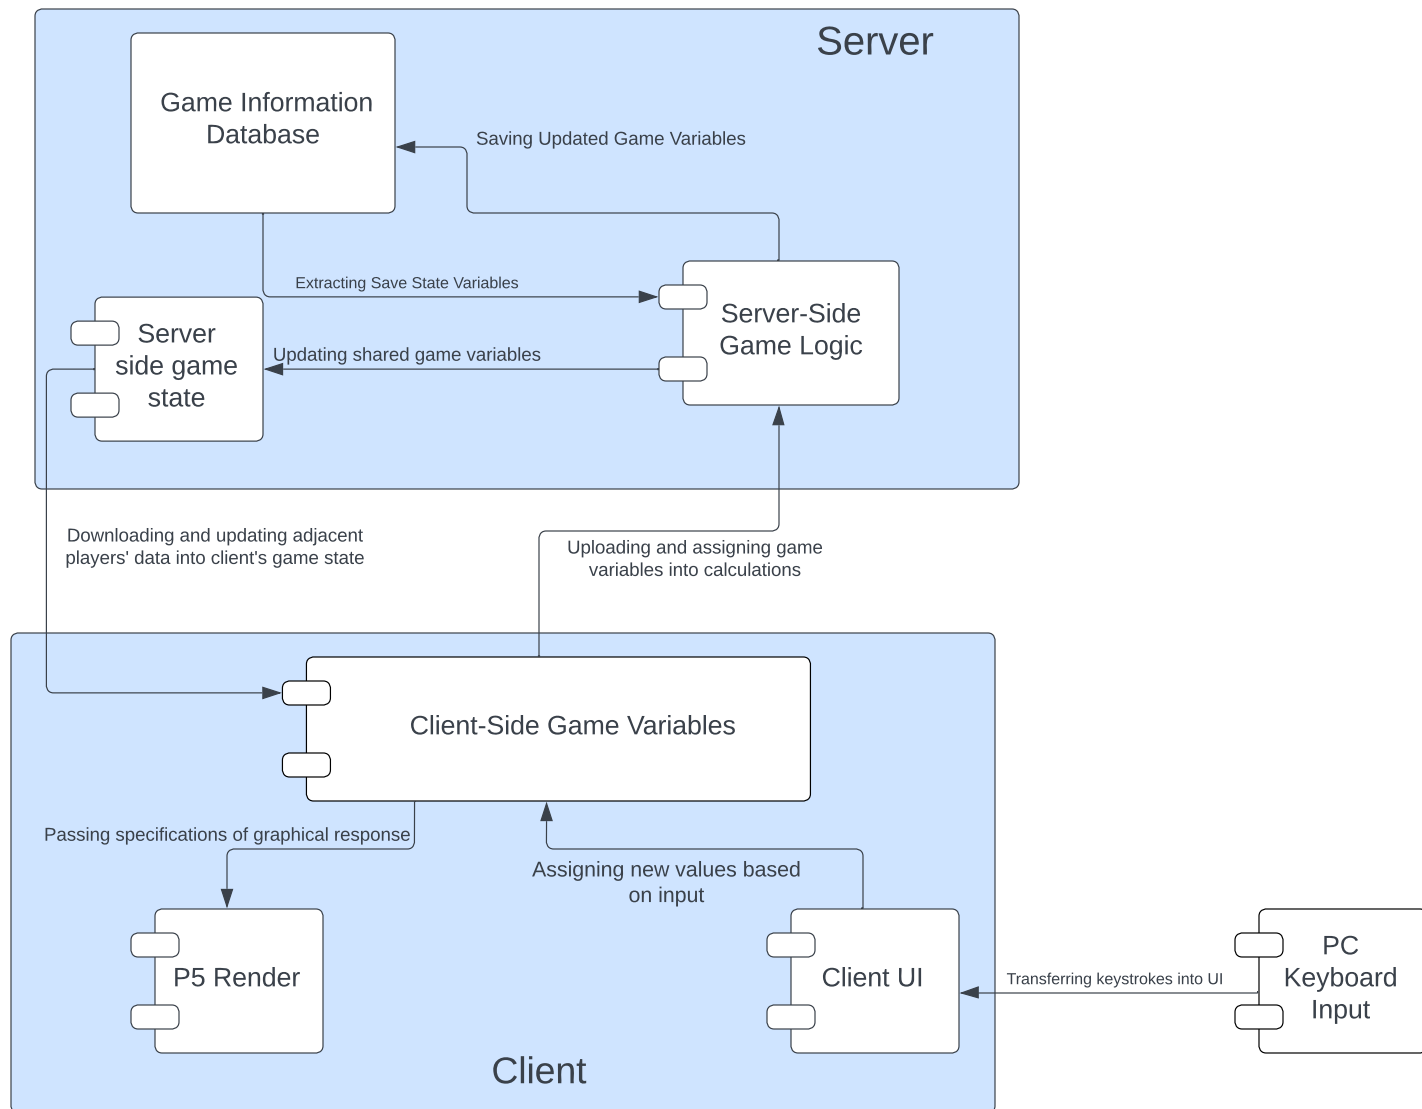 Server
Game Information
Database
Saving Updated Game Variables
Extracting Save State Variables
Server-Side
Game Logic
Server
side game
state
Updating shared game variables
Downloading and updating adjacent
players' data into client's game state
Uploading and assigning game
variables into calculations
Client-Side Game Variables
Passing specifications of graphical response
Assigning new values based
on input
P5 Render
Client UI
Transferring keystrokes into UI
PC
Keyboard
Input
Client